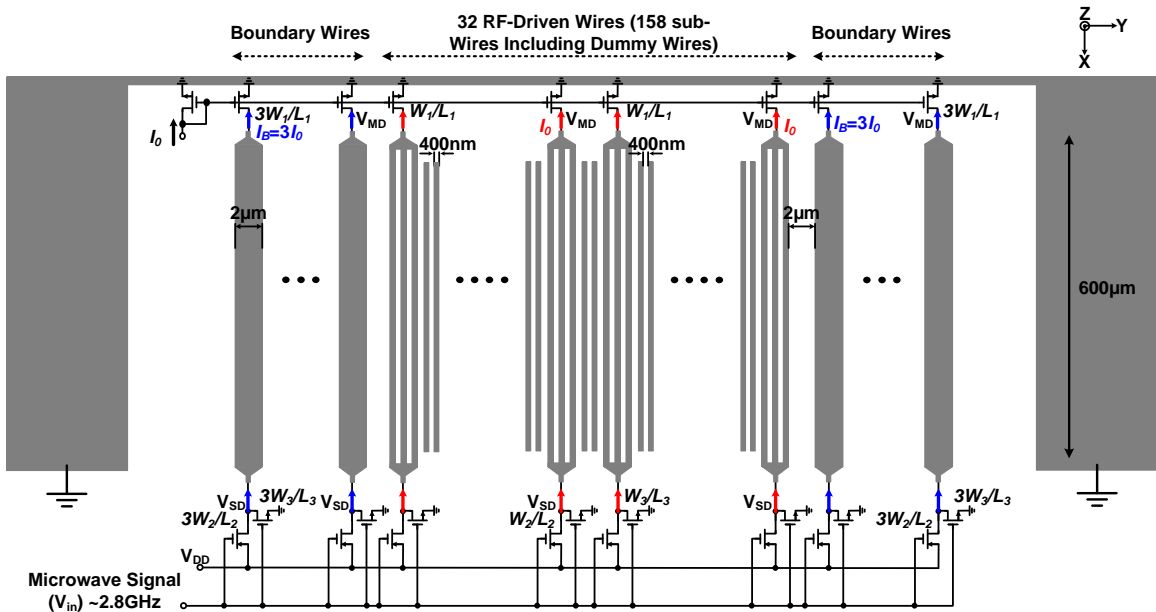 32 RF-Driven Wires (158 sub-
Wires Including Dummy Wires)
Boundary Wires
Boundary Wires
Z
Y
X
3W1/L1
W1/L1
W1/L1
3W1/L1
I0
IB=3I0
VMD
I0
VMD
VMD
I0
IB=3I0
VMD
400nm
400nm
2µm
2µm
600µm
VSD
3W3/L3
VSD
VSD
W3/L3
VSD
3W3/L3
3W2/L2
W2/L2
3W2/L2
VDD
Microwave Signal
(Vin) ~2.8GHz